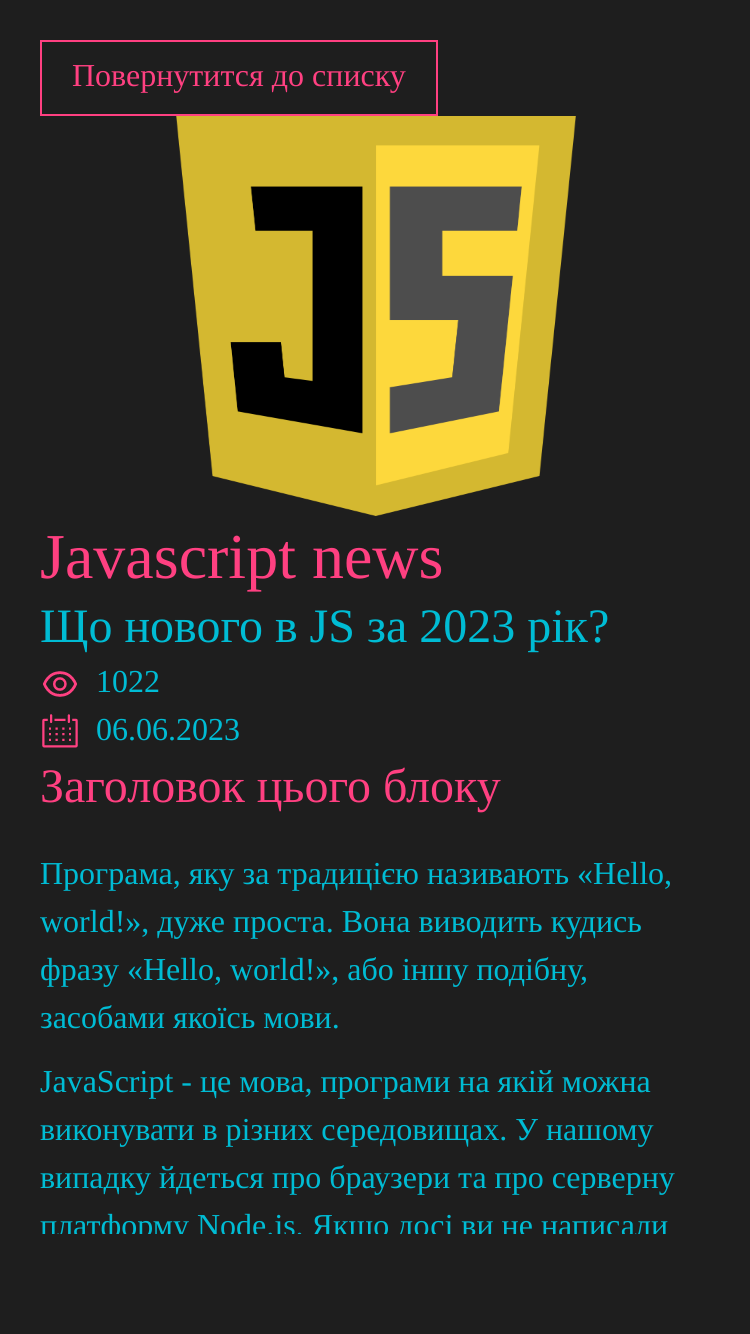 Повернутится до списку
JS
Javascript news
Що нового в JS за 2023 рік?
1022
06.06.2023
Заголовок цього блоку
Програма, яку за традицією називають «Hello,
world!», дуже проста. Вона виводить кудись
фразу «Hello, world!», або іншу подібну,
засобами якоїсь мови.
JavaScript - це мова, програми на якій можна
виконувати в різних середовищах. У нашому
випадку йдеться про браузери та про серверну
платформу Node.js. Якщо досі ви не написали